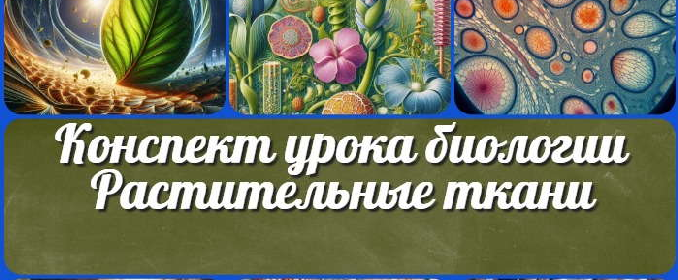 Конспект урока биологии
Растительные ткани